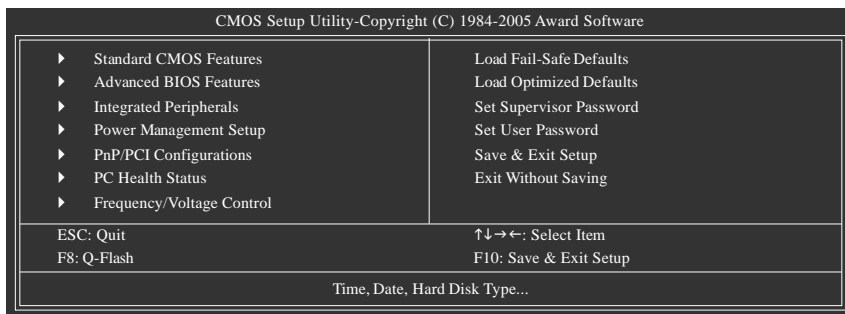 CMOS Setup Utility-Copyright (C) 1984-2005 Award Software
Standard CMOS Features
Advanced BIOS Features
Integrated Peripherals
Power Management Setup
PnP/PCI Configurations
PC Health Status
Frequency/Voltage Control
Load Fail-Safe Defaults
Load Optimized Defaults
Set Supervisor Password
Set User Password
Save & Exit Setup
Exit Without Saving
ESC: Quit
↑↓→←: Select Item
F8: Q-Flash
F10: Save & Exit Setup
Time, Date, Hard Disk Type...